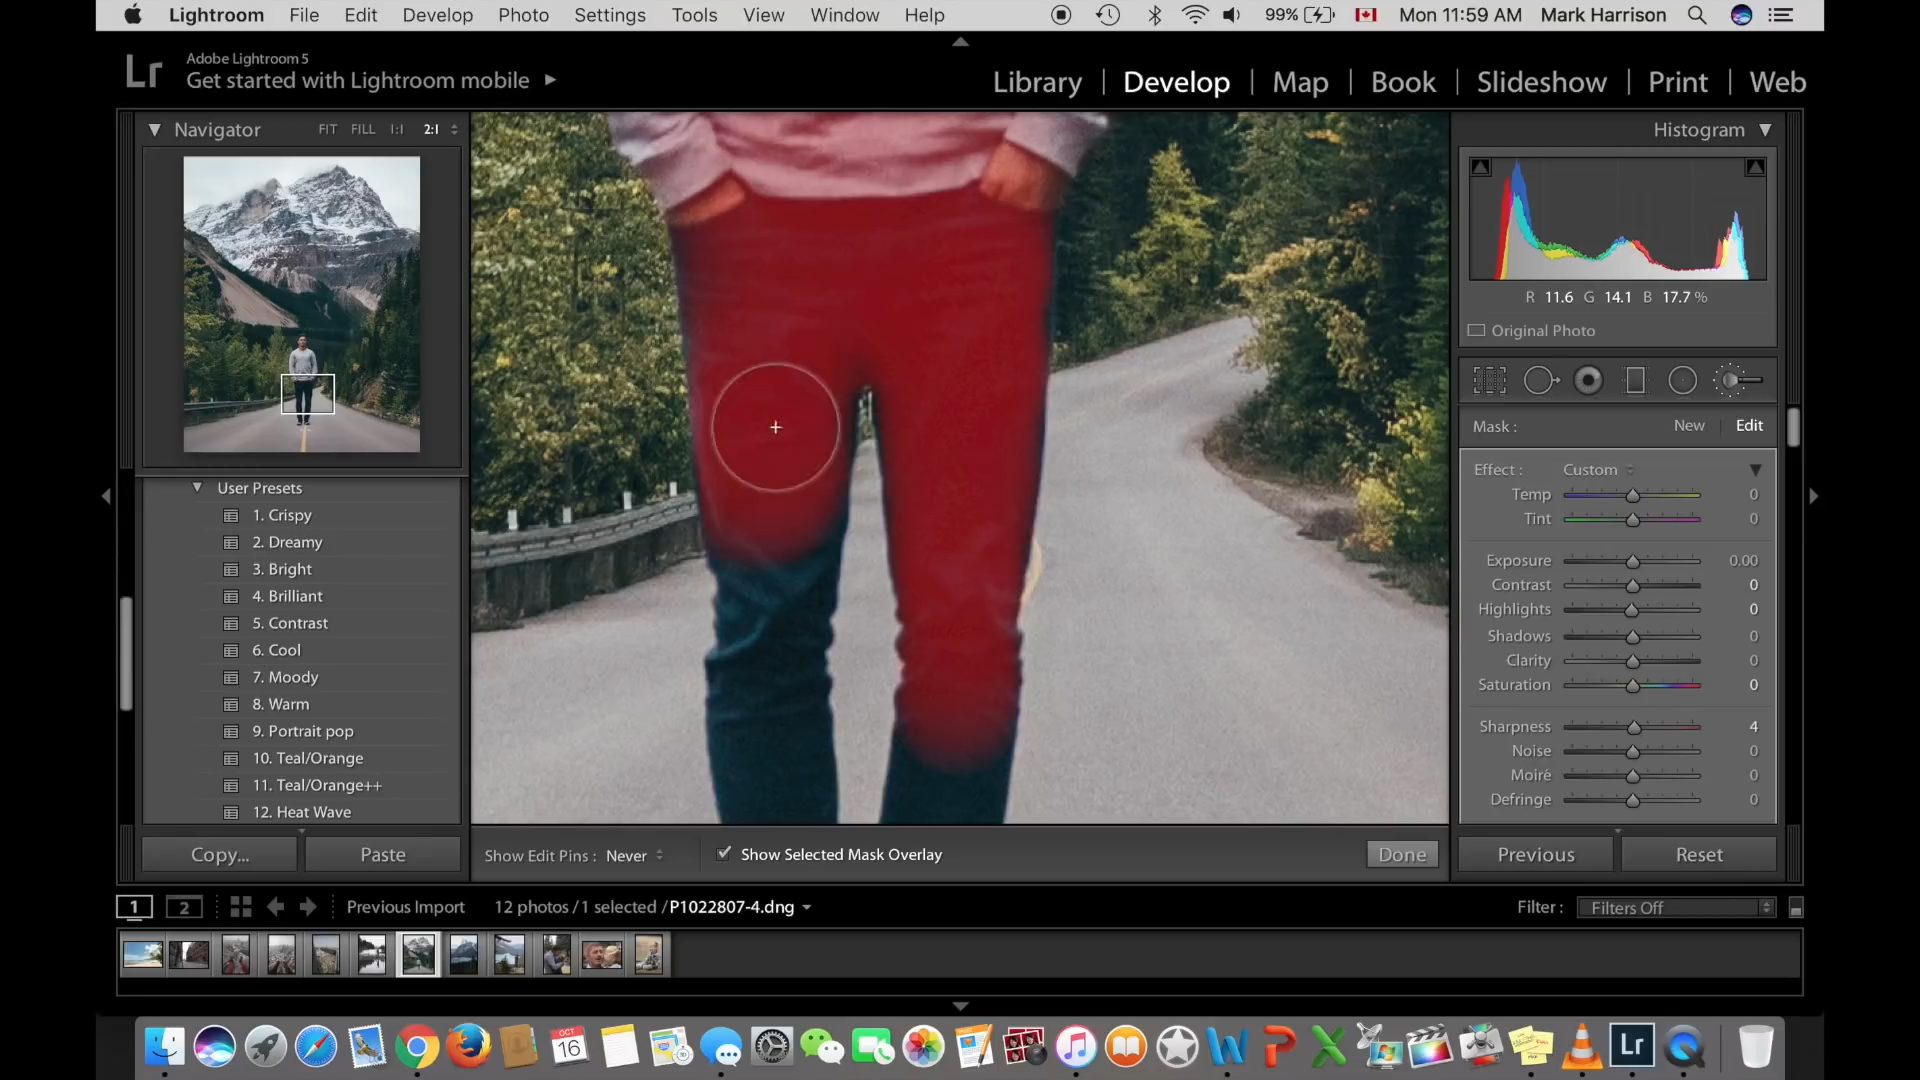 Lightroom File Edit Develop Photo Settings Tools View Window Help 99% Mon 11:59 AM Mark Harrison
Lr
Adobe Lightroom 5
Get started with Lightroom mobile
Library | Develop | Map | Book | Slideshow | Print | Web
Navigator FIT FILL 1:1 2:1
Histogram
R 11.6 G 14.1 B 17.7 %
Original Photo
Mask : New Edit
Effect : Custom
Temp 0
Tint 0
Exposure 0.00
Contrast 0
Highlights 0
Shadows 0
Clarity 0
Saturation 0
Sharpness 4
Noise 0
Moiré 0
Defringe 0
User Presets
1. Crispy
2. Dreamy
3. Bright
4. Brilliant
5. Contrast
6. Cool
7. Moody
8. Warm
9. Portrait pop
10. Teal/Orange
11. Teal/Orange++
12. Heat Wave
Copy... Paste
Show Edit Pins : Never Show Selected Mask Overlay Done
Previous Reset
1 2 Previous Import 12 photos / 1 selected / P1022807-4.dng Filter : Filters Off
OCT
16
Lr